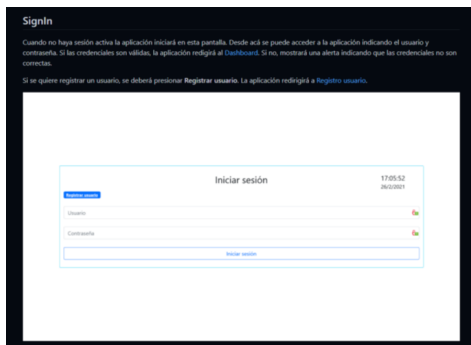 SignIn
Cuando no haya sesión activa la aplicación iniciará en esta pantalla. Desde acá se puede acceder a la aplicación indicando el usuario y
contraseña. Si las credenciales son válidas, la aplicación redigirá al Dashboard. Si no, mostrará una alerta indicando que las credenciales no son
correctas.
Si se quiere registrar un usuario, se deberá presionar Registrar usuario. La aplicación redirigirá a Registro usuario.
Iniciar sesión
17:05:52
26/2/2021
Registrar usuario
Usuario
Contraseña
Iniciar sesión